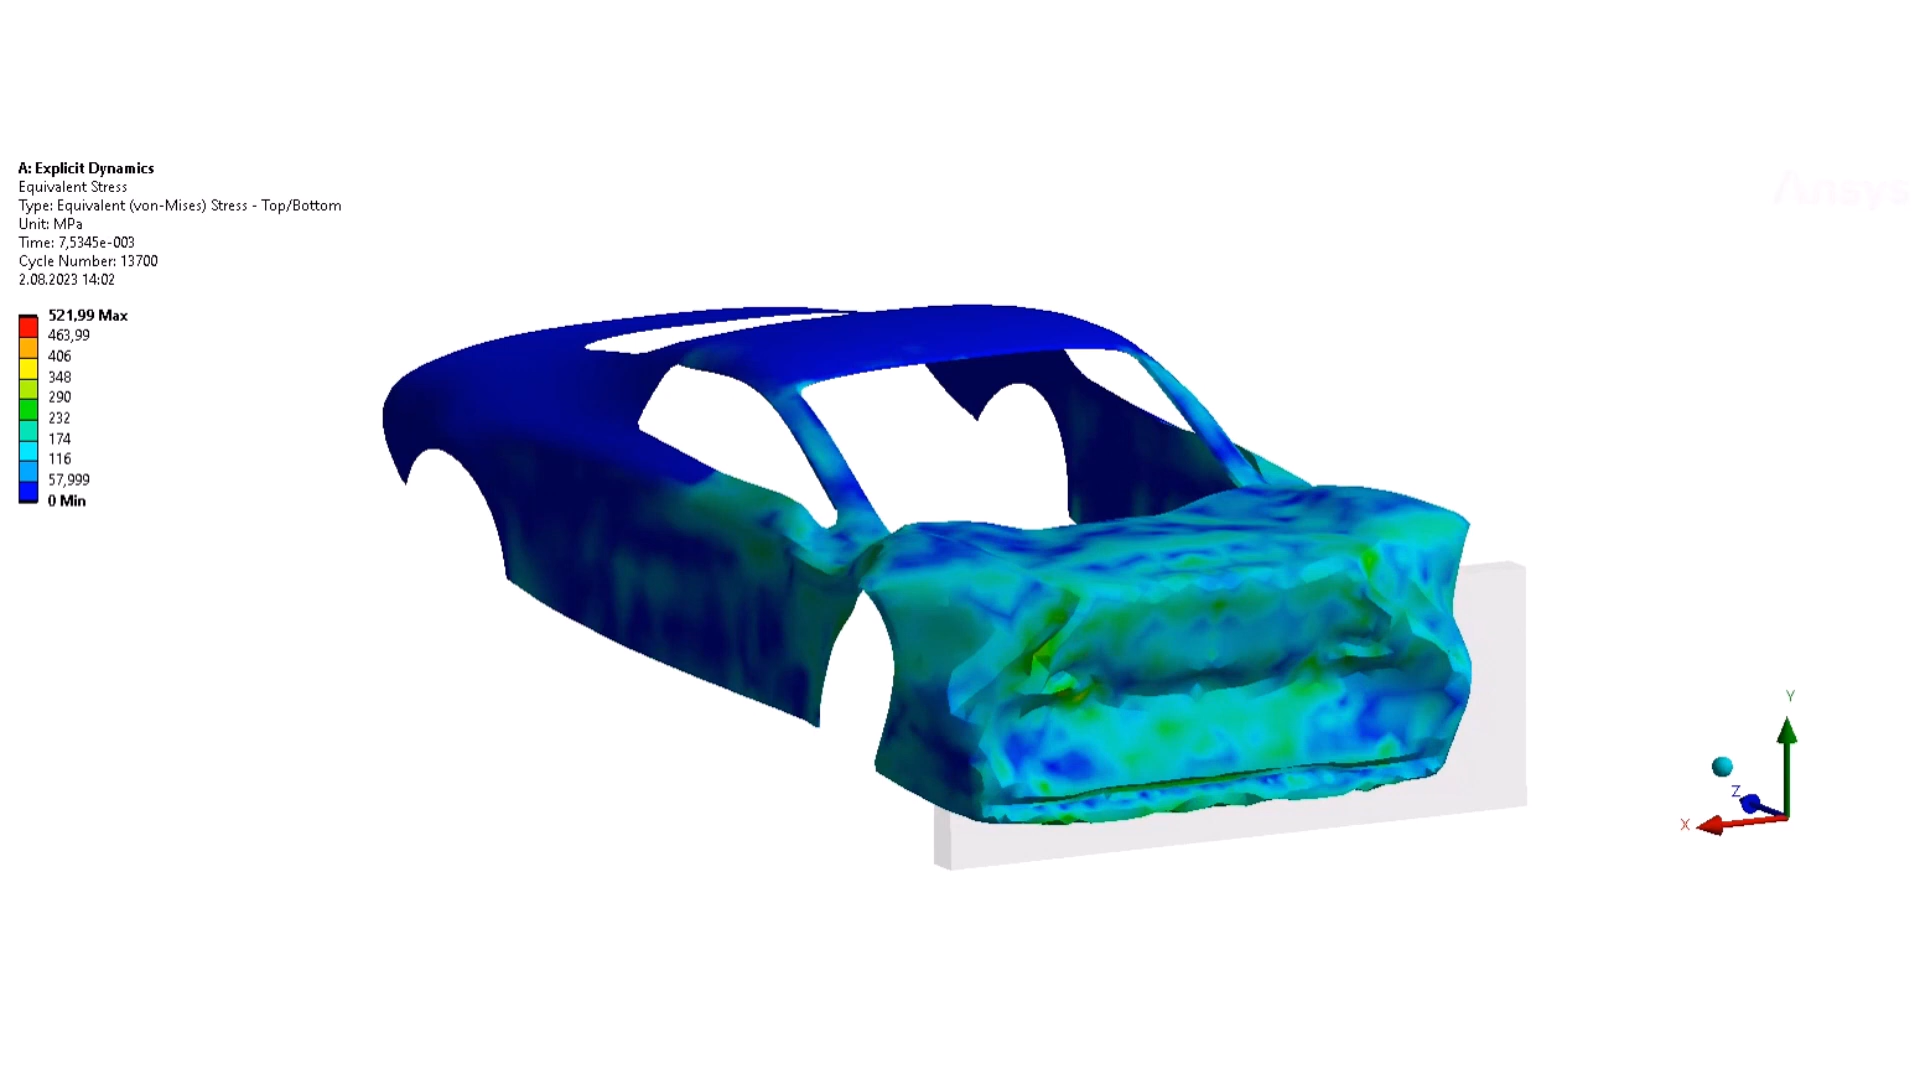 Ansys
A: Explicit Dynamics
Equivalent Stress
Type: Equivalent (von-Mises) Stress - Top/Bottom
Unit: MPa
Time: 7,5345e-003
Cycle Number: 13700
2.08.2023 14:02
521,99 Max
463,99
406
348
290
232
174
116
57,999
0 Min
Y
Z
X